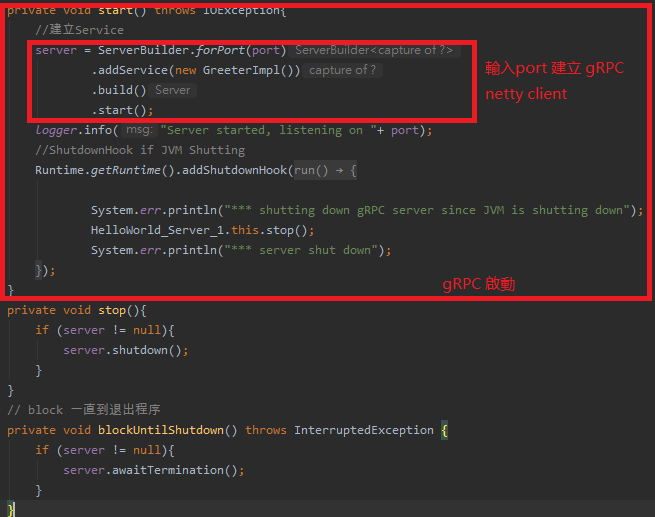 private void start() throws IOException{
//建立Service
server = ServerBuilder.forPort(port) ServerBuilder<capture of ?>
.addService(new GreeterImpl()) capture of ?
.build() Server
.start();
輸入port 建立 gRPC
netty client
logger.info( msg: "Server started, listening on "+ port);
//ShutdownHook if JVM Shutting
Runtime.getRuntime().addShutdownHook(run() → {
System.err.println("*** shutting down gRPC server since JVM is shutting down");
HelloWorld_Server_1.this.stop();
System.err.println("*** server shut down");
});
gRPC 啟動
}
private void stop(){
if (server != null){
server.shutdown();
}
}
// block 一直到退出程序
private void blockUntilShutdown() throws InterruptedException {
if (server != null){
server.awaitTermination();
}
}